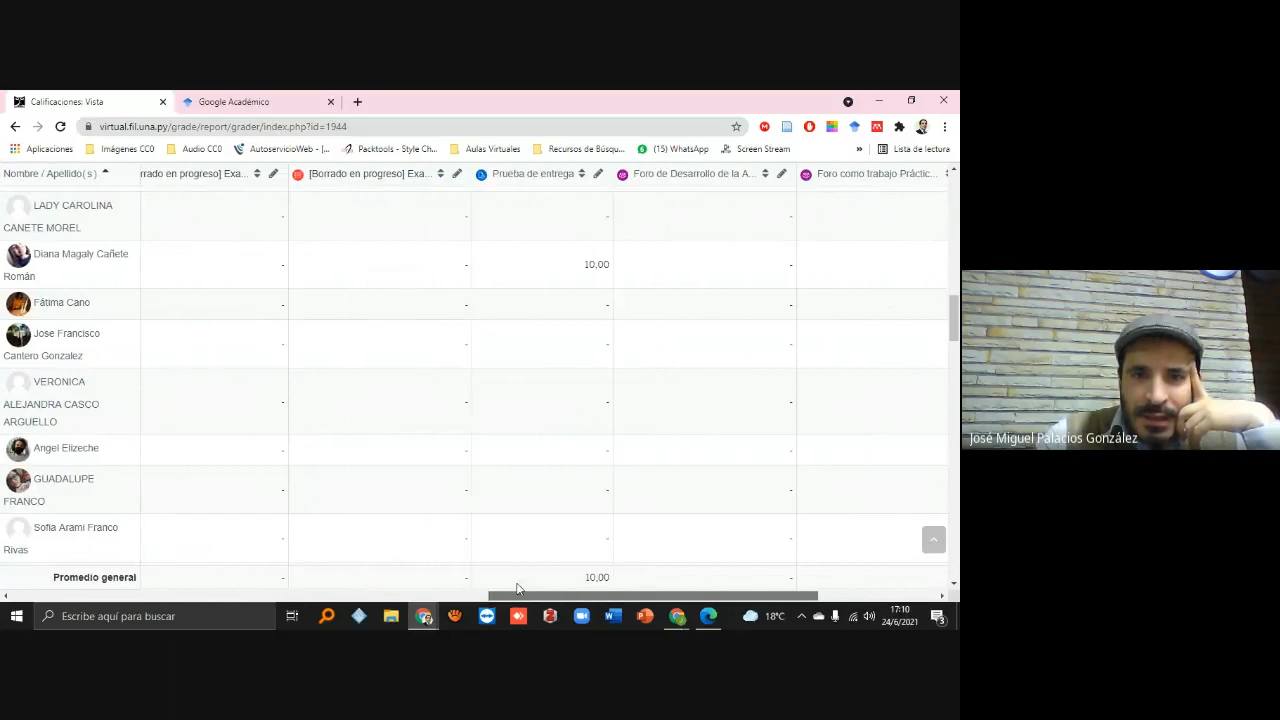 Calificaciones: Vista
Google Académico
virtual.fil.una.py/grade/report/grader/index.php?id=1944
Aplicaciones
Imágenes CC0
Audio CC0
AutoservicioWeb - [...
Packtools - Style Ch...
Aulas Virtuales
Recursos de Búsqu...
(15) WhatsApp
Screen Stream
»
Lista de lectura
Nombre / Apellido(s)
rrado en progreso] Exa...
[Borrado en progreso] Exa...
Prueba de entrega
Foro de Desarrollo de la A...
Foro como trabajo Práctic...
LADY CAROLINA
CANETE MOREL
- - - -
Diana Magaly Cañete
Román
- - 10,00 -
Fátima Cano
- - - -
Jose Francisco
Cantero Gonzalez
- - - -
VERONICA
ALEJANDRA CASCO
ARGUELLO
- - - -
Angel Elizeche
- - - -
GUADALUPE
FRANCO
- - - -
Sofia Arami Franco
Rivas
- - - -
Promedio general - - 10,00 -
Escribe aquí para buscar
18°C
17:10
24/6/2021
3
José Miguel Palacios González